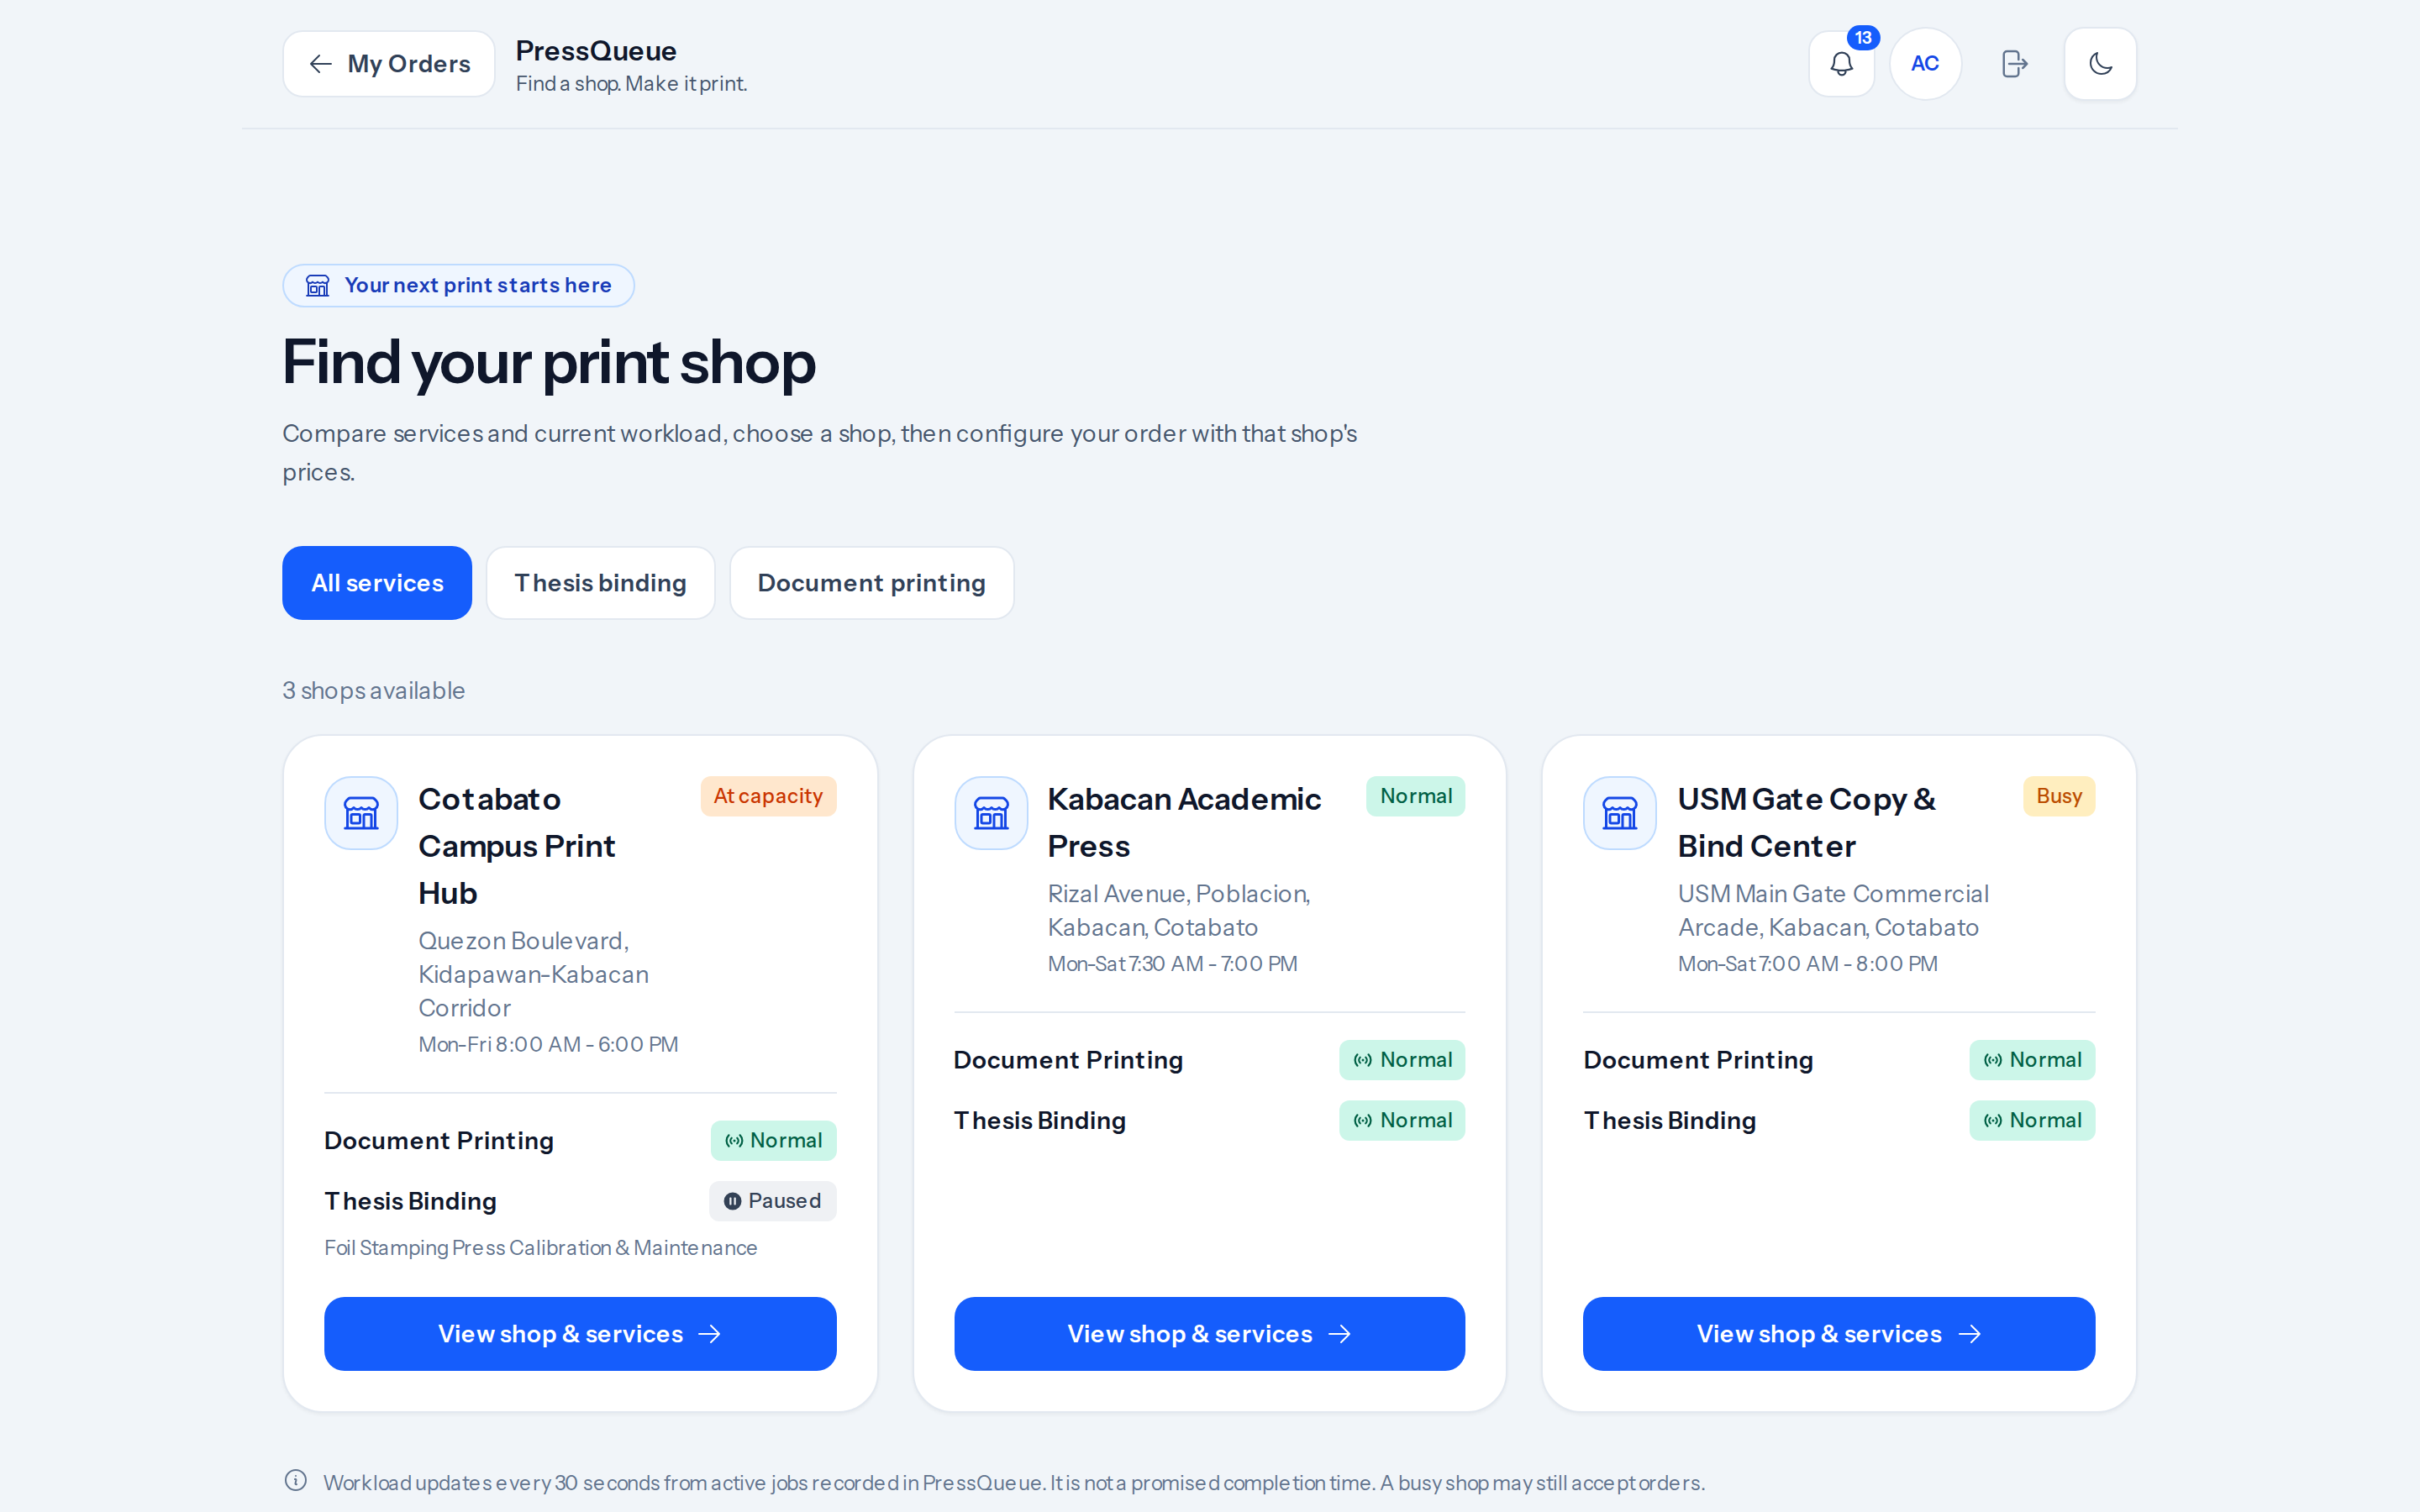 My Orders
PressQueue
Find a shop. Make it print.
13
AC
Your next print starts here
Find your print shop
Compare services and current workload, choose a shop, then configure your order with that shop's
prices.
All services
Thesis binding
Document printing
3 shops available
Cotabato
Campus Print
Hub
At capacity
Quezon Boulevard,
Kidapawan-Kabacan
Corridor
Mon-Fri 8:00 AM - 6:00 PM
Document Printing
Normal
Thesis Binding
Paused
Foil Stamping Press Calibration & Maintenance
View shop & services
Kabacan Academic
Press
Normal
Rizal Avenue, Poblacion,
Kabacan, Cotabato
Mon-Sat 7:30 AM - 7:00 PM
Document Printing
Normal
Thesis Binding
Normal
View shop & services
USM Gate Copy &
Bind Center
Busy
USM Main Gate Commercial
Arcade, Kabacan, Cotabato
Mon-Sat 7:00 AM - 8:00 PM
Document Printing
Normal
Thesis Binding
Normal
View shop & services
Workload updates every 30 seconds from active jobs recorded in PressQueue. It is not a promised completion time. A busy shop may still accept orders.